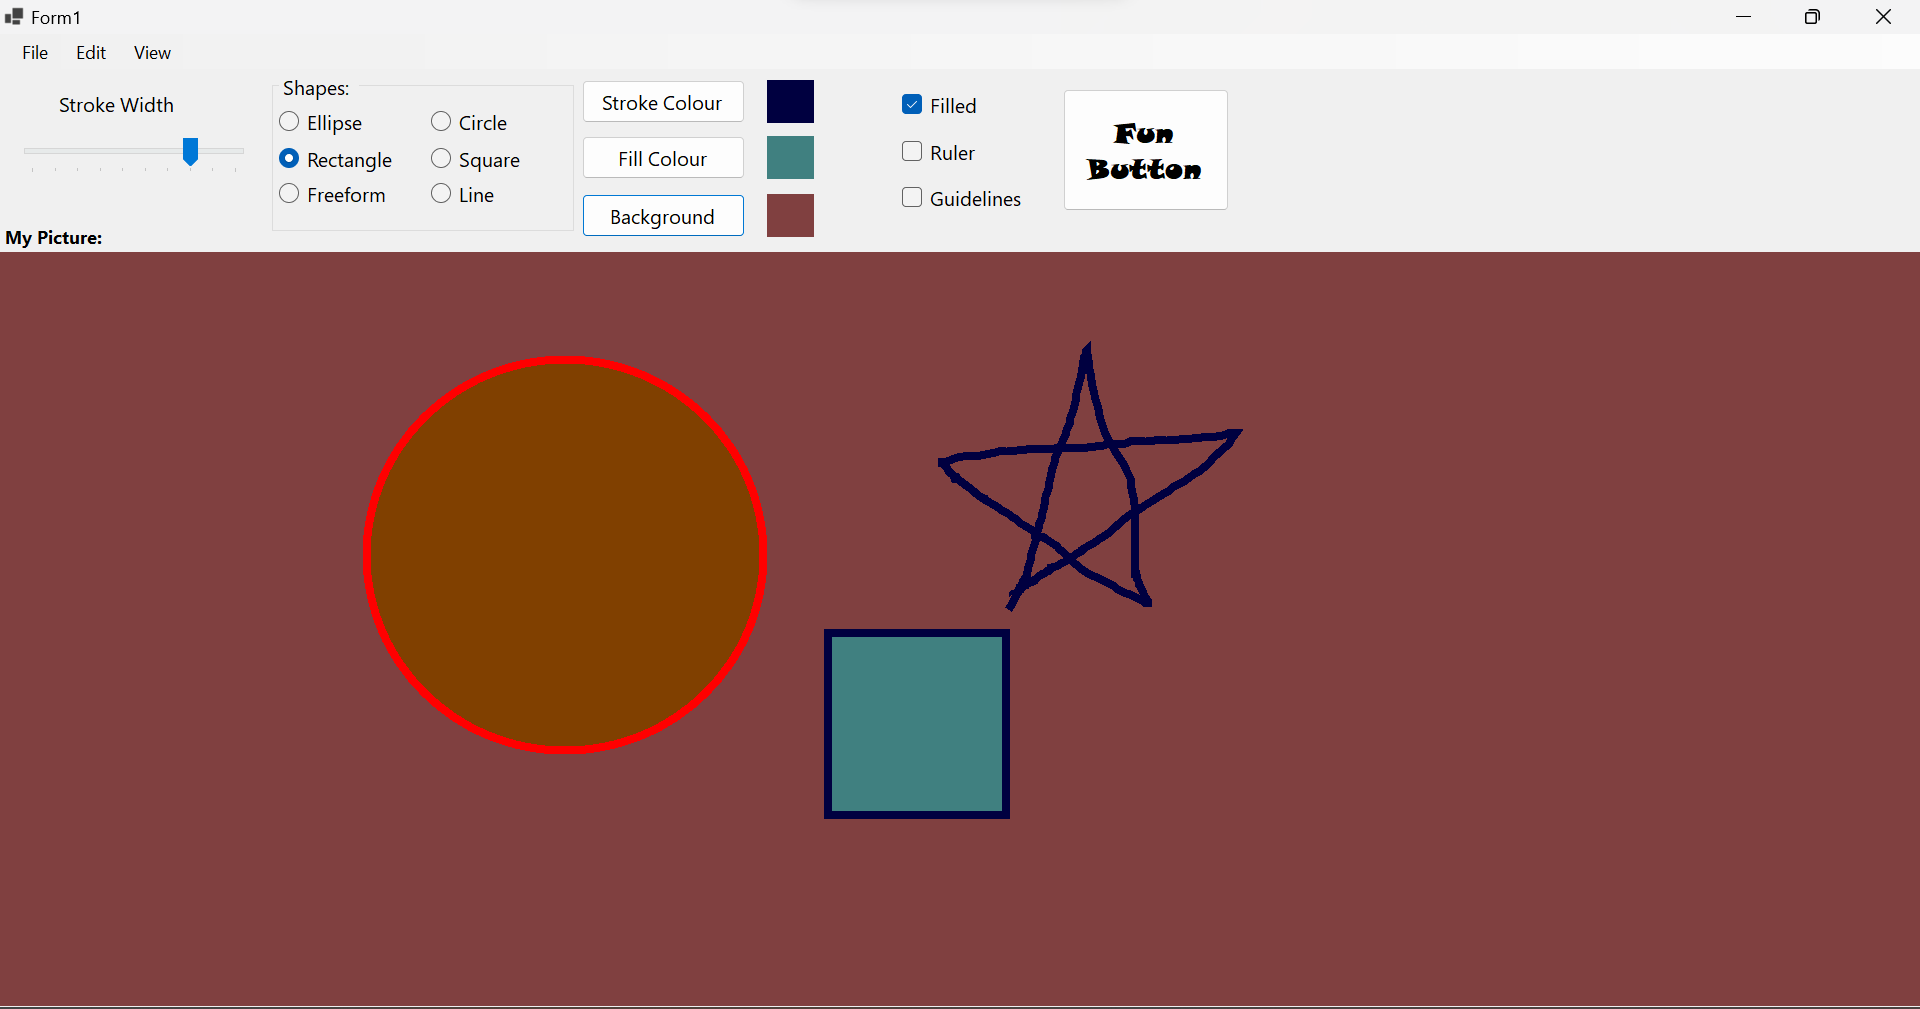 Form1
File Edit View
Stroke Width
Shapes:
Ellipse Circle
Rectangle Square
Freeform Line
Stroke Colour
Fill Colour
Background
Filled
Ruler
Guidelines
Fun
Button
My Picture: